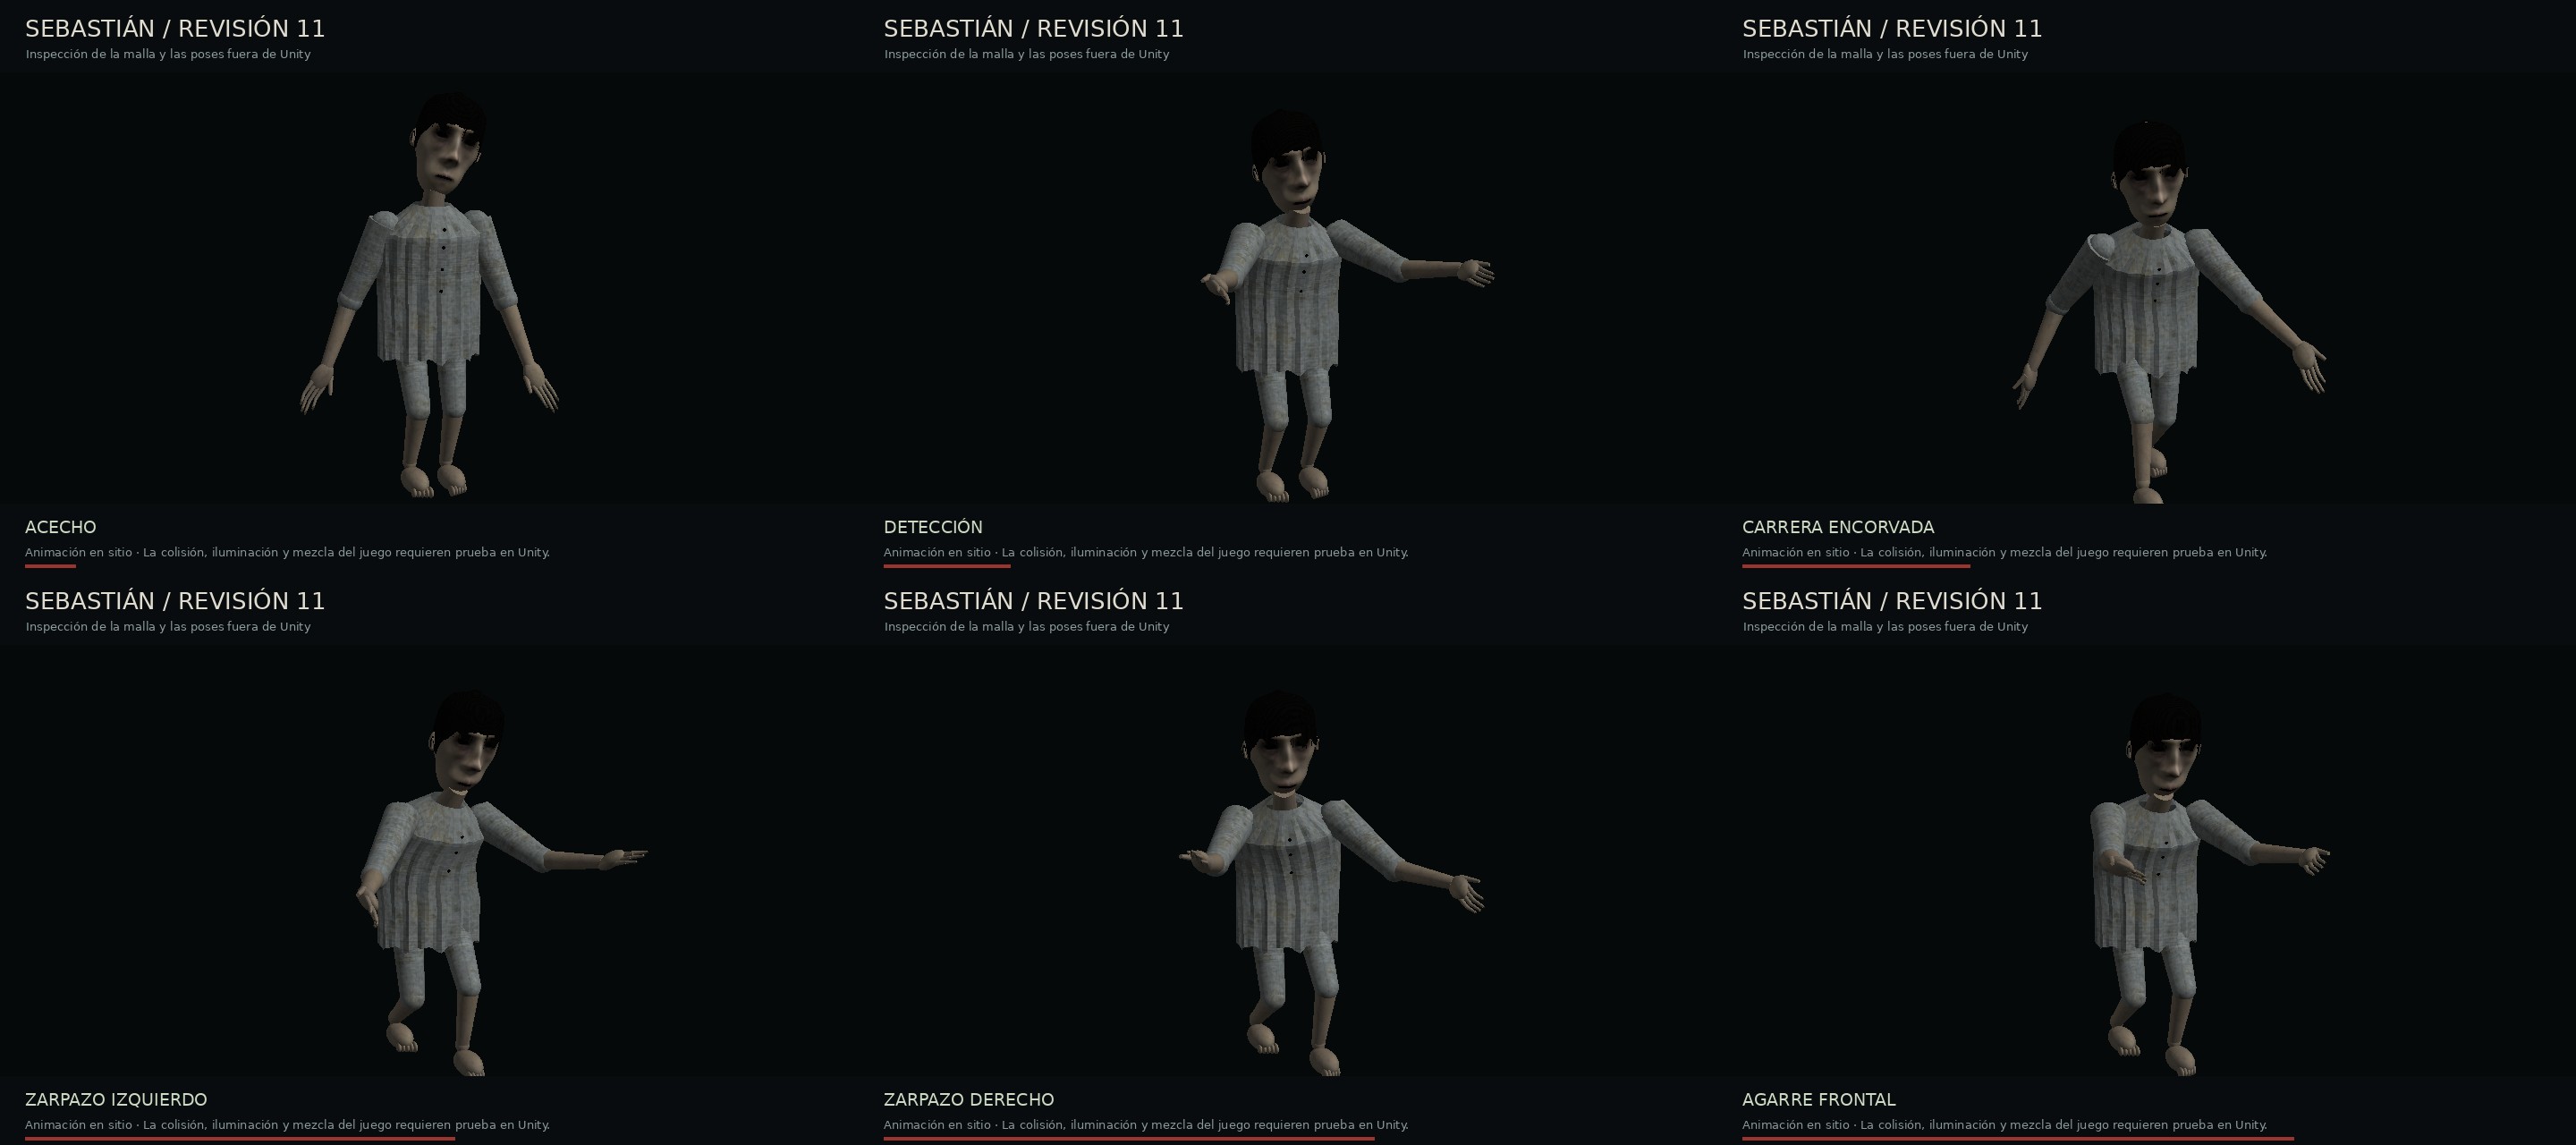 SEBASTIÁN / REVISIÓN 11
Inspección de la malla y las poses fuera de Unity
ACECHO
Animación en sitio · La colisión, iluminación y mezcla del juego requieren prueba en Unity.
SEBASTIÁN / REVISIÓN 11
Inspección de la malla y las poses fuera de Unity
DETECCIÓN
Animación en sitio · La colisión, iluminación y mezcla del juego requieren prueba en Unity.
SEBASTIÁN / REVISIÓN 11
Inspección de la malla y las poses fuera de Unity
CARRERA ENCORVADA
Animación en sitio · La colisión, iluminación y mezcla del juego requieren prueba en Unity.
SEBASTIÁN / REVISIÓN 11
Inspección de la malla y las poses fuera de Unity
ZARPAZO IZQUIERDO
Animación en sitio · La colisión, iluminación y mezcla del juego requieren prueba en Unity.
SEBASTIÁN / REVISIÓN 11
Inspección de la malla y las poses fuera de Unity
ZARPAZO DERECHO
Animación en sitio · La colisión, iluminación y mezcla del juego requieren prueba en Unity.
SEBASTIÁN / REVISIÓN 11
Inspección de la malla y las poses fuera de Unity
AGARRE FRONTAL
Animación en sitio · La colisión, iluminación y mezcla del juego requieren prueba en Unity.